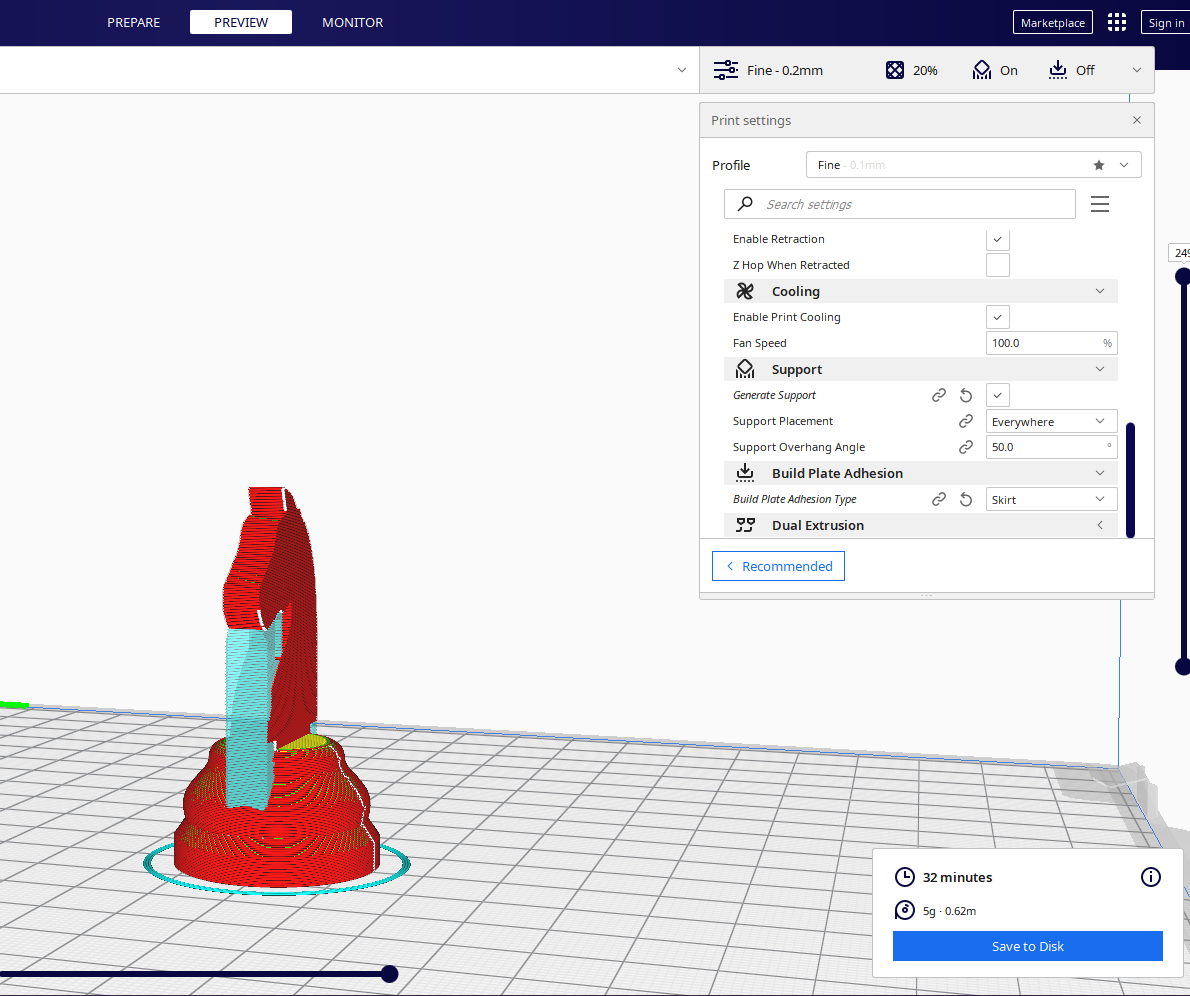 PREPARE PREVIEW MONITOR Marketplace Sign in
Fine - 0.2mm 20% On Off
Print settings
Profile Fine - 0.1mm
Search settings
Enable Retraction
249
Z Hop When Retracted
Cooling
Enable Print Cooling
Fan Speed 100.0 %
Support
Generate Support
Support Placement Everywhere
Support Overhang Angle 50.0 °
Build Plate Adhesion
Build Plate Adhesion Type Skirt
Dual Extrusion
Recommended
32 minutes
5g · 0.62m
Save to Disk